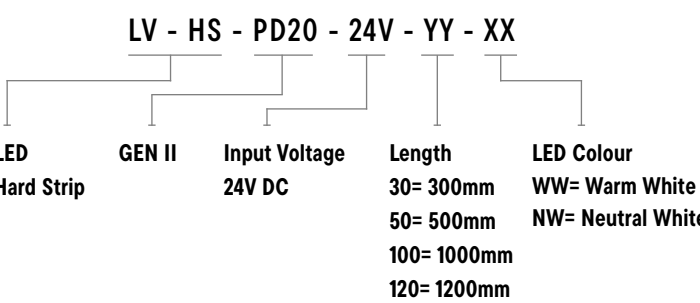 LV - HS - PD20 - 24V - YY - XX
LED
Hard Strip
GEN II
Input Voltage
24V DC
Length
30= 300mm
50= 500mm
100= 1000mm
120= 1200mm
LED Colour
WW= Warm White
NW= Neutral White